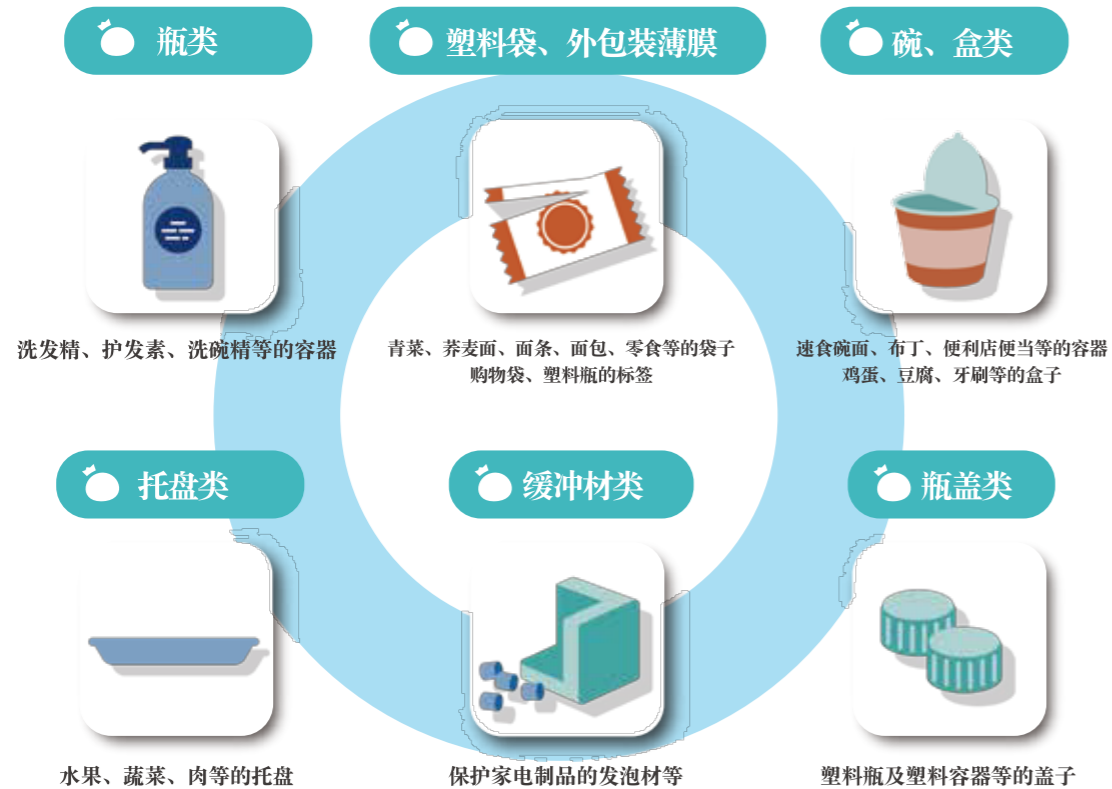 瓶类
塑料袋、外包装薄膜
碗、盒类
洗发精、护发素、洗碗精等的容器
青菜、荞麦面、面条、面包、零食等的袋子
购物袋、塑料瓶的标签
速食碗面、布丁、便利店便当等的容器
鸡蛋、豆腐、牙刷等的盒子
托盘类
缓冲材类
瓶盖类
水果、蔬菜、肉等的托盘
保护家电制品的发泡材等
塑料瓶及塑料容器等的盖子